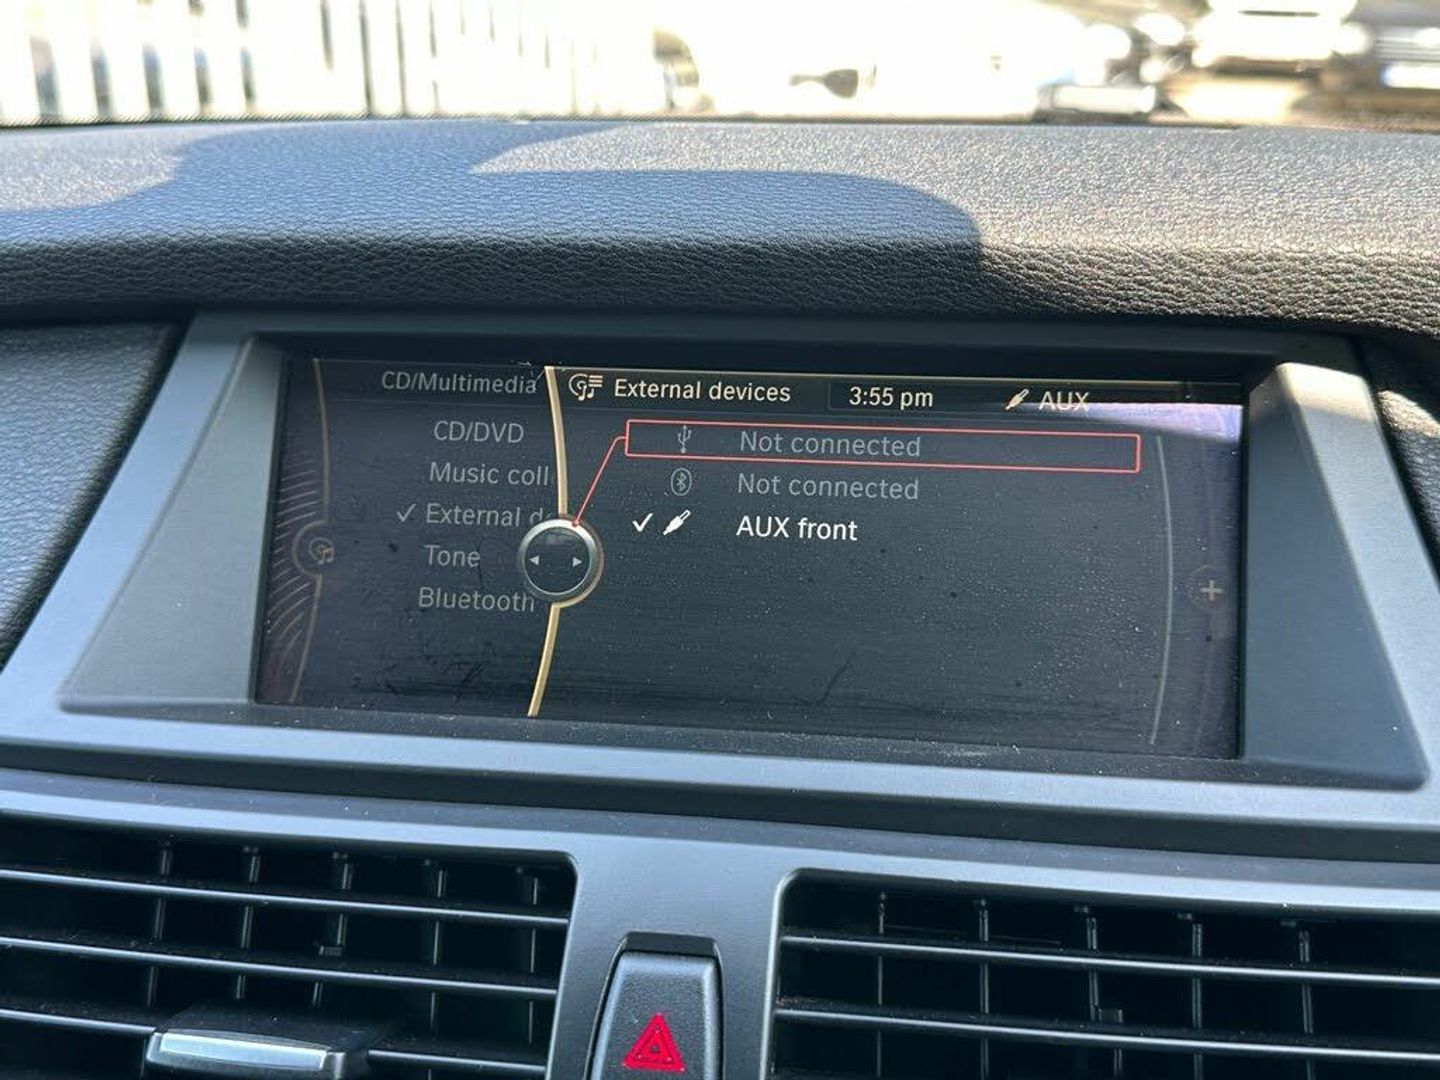 CD/Multimedia
CD/DVD
Music coll
External de
Tone
Bluetooth
External devices 3:55 pm AUX
Not connected
Not connected
AUX front